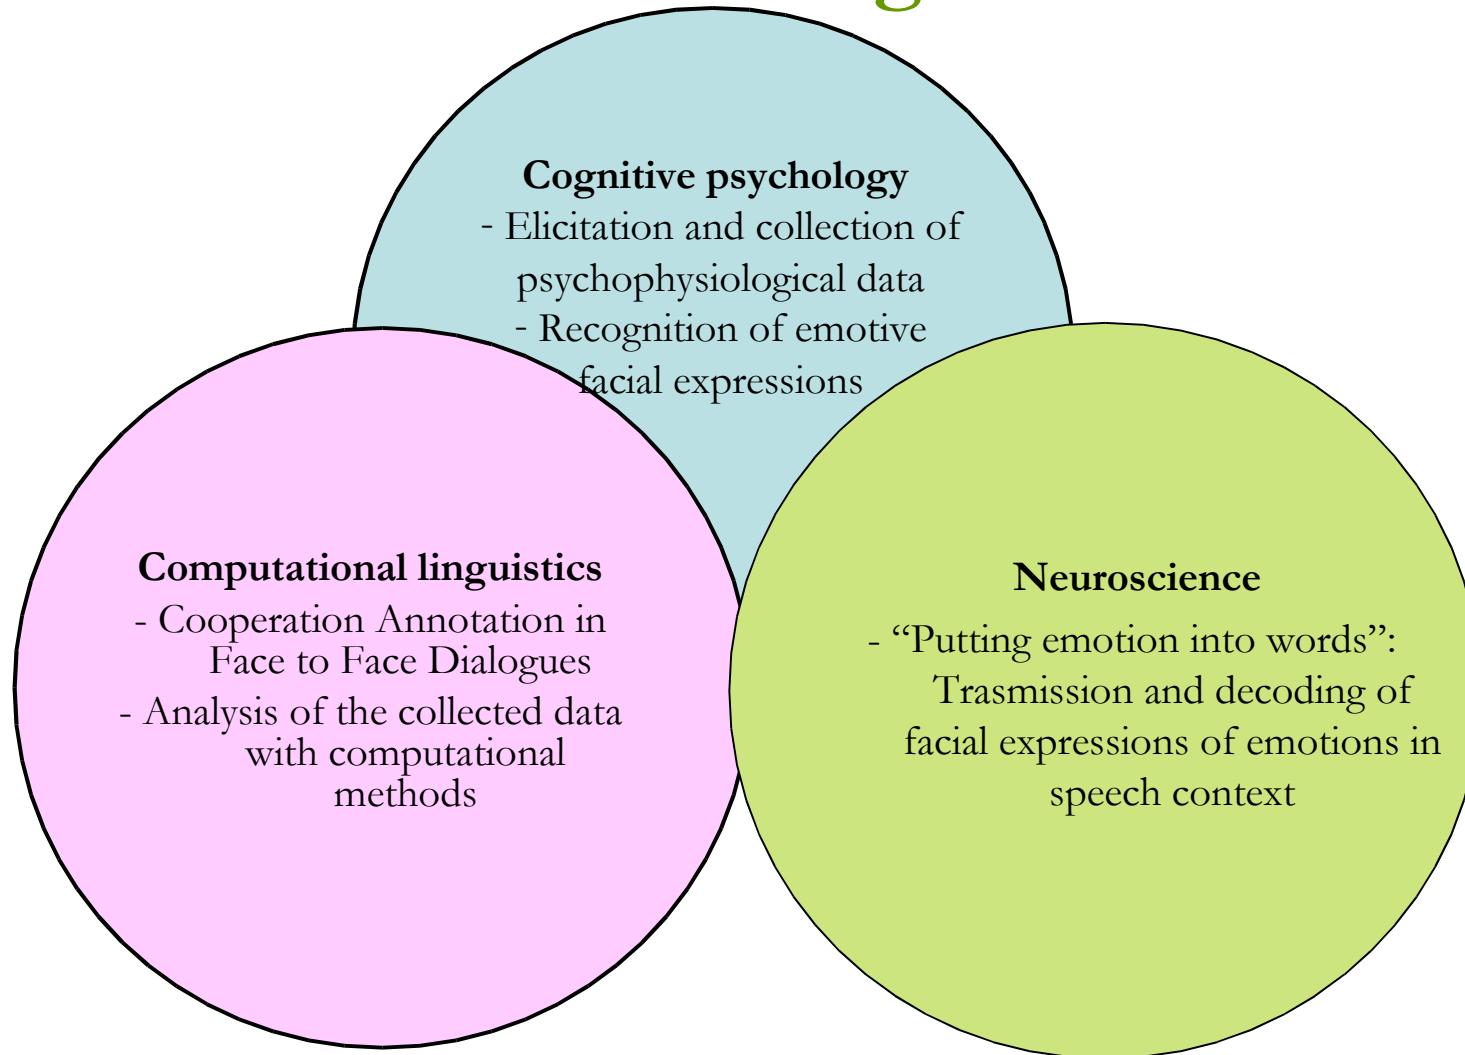 Cognitive psychology
- Elicitation and collection of
psychophysiological data
- Recognition of emotive
facial expressions
Computational linguistics
- Cooperation Annotation in
Face to Face Dialogues
- Analysis of the collected data
with computational
methods
Neuroscience
- “Putting emotion into words”:
Trasmission and decoding of
facial expressions of emotions in
speech context